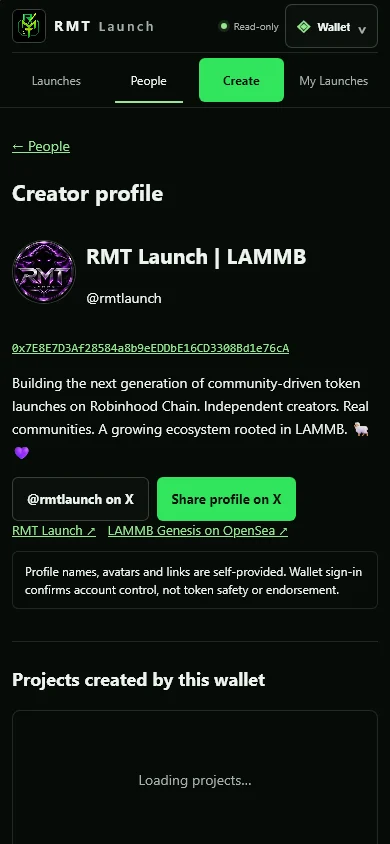 RMT Launch
Read-only
Wallet
Launches
People
Create
My Launches
← People
Creator profile
RMT
RMT Launch | LAMMB
@rmtlaunch
0x7E8E7D3Af28584a8b9eEDDbE16CD3308Bd1e76cA
Building the next generation of community-driven token
launches on Robinhood Chain. Independent creators. Real
communities. A growing ecosystem rooted in LAMMB. 🐑
💜
@rmtlaunch on X
Share profile on X
RMT Launch ↗
LAMMB Genesis on OpenSea ↗
Profile names, avatars and links are self-provided. Wallet sign-in
confirms account control, not token safety or endorsement.
Projects created by this wallet
Loading projects…